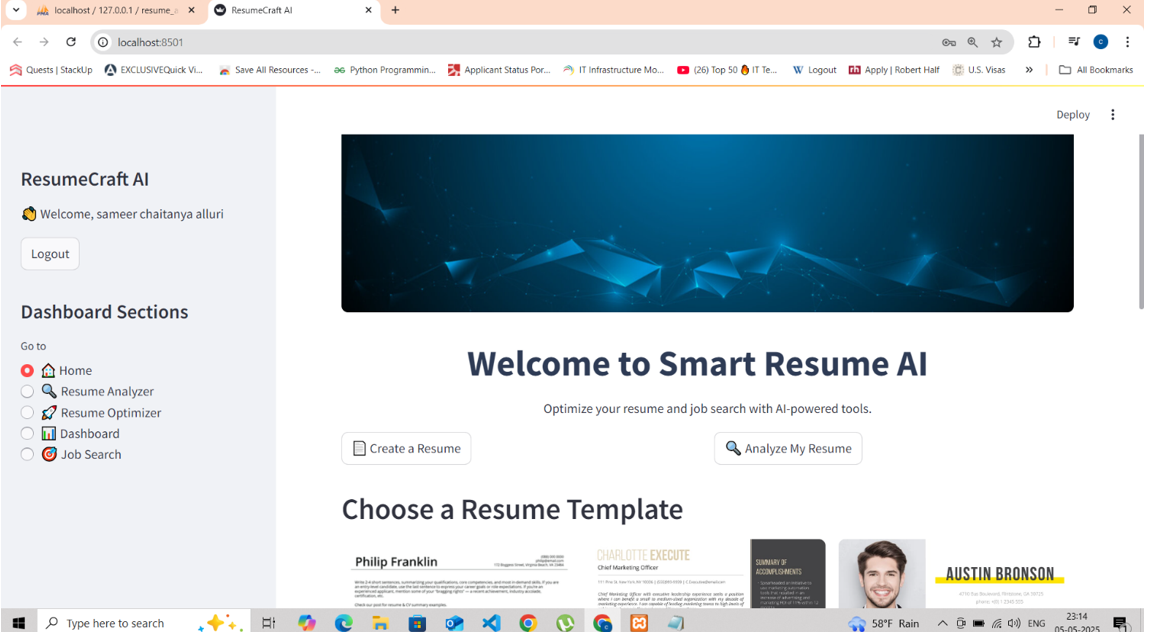 localhost / 127.0.0.1 / resume_a
ResumeCraft AI
localhost:8501
Quests | StackUp
EXCLUSIVEQuick Vi...
Save All Resources -...
Python Programmin...
Applicant Status Por...
IT Infrastructure Mo...
(26) Top 50 IT Te...
Logout
Apply | Robert Half
U.S. Visas
All Bookmarks
Deploy
ResumeCraft AI
Welcome, sameer chaitanya alluri
Logout
Dashboard Sections
Go to
Home
Resume Analyzer
Resume Optimizer
Dashboard
Job Search
Welcome to Smart Resume AI
Optimize your resume and job search with AI-powered tools.
Create a Resume
Analyze My Resume
Choose a Resume Template
Philip Franklin
CHARLOTTE EXECUTE
Chief Marketing Officer
SUMMARY OF
ACCOMPLISHMENTS
AUSTIN BRONSON
Type here to search
58°F Rain
ENG
23:14
05-05-2025